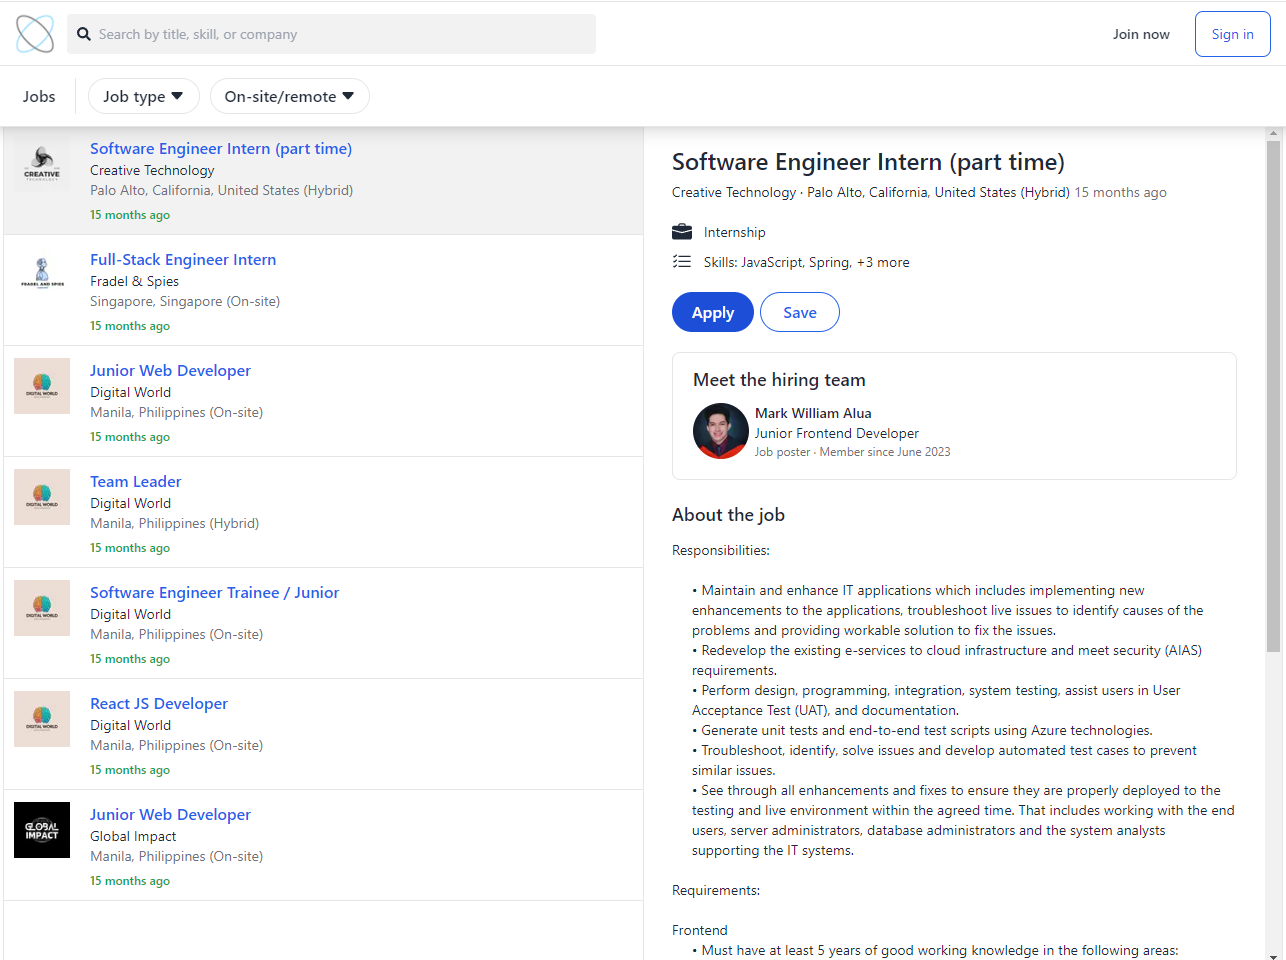 Search by title, skill, or company
Join now
Sign in
Jobs
Job type
On-site/remote
CREATIVE
Software Engineer Intern (part time)
Creative Technology
Palo Alto, California, United States (Hybrid)
15 months ago
FRADEL AND SPIES
Full-Stack Engineer Intern
Fradel & Spies
Singapore, Singapore (On-site)
15 months ago
DIGITAL WORLD
Junior Web Developer
Digital World
Manila, Philippines (On-site)
15 months ago
DIGITAL WORLD
Team Leader
Digital World
Manila, Philippines (Hybrid)
15 months ago
DIGITAL WORLD
Software Engineer Trainee / Junior
Digital World
Manila, Philippines (On-site)
15 months ago
DIGITAL WORLD
React JS Developer
Digital World
Manila, Philippines (On-site)
15 months ago
GLOBAL
IMPACT
Junior Web Developer
Global Impact
Manila, Philippines (On-site)
15 months ago
Software Engineer Intern (part time)
Creative Technology · Palo Alto, California, United States (Hybrid) 15 months ago
Internship
Skills: JavaScript, Spring, +3 more
Apply
Save
Meet the hiring team
Mark William Alua
Junior Frontend Developer
Job poster · Member since June 2023
About the job
Responsibilities:
• Maintain and enhance IT applications which includes implementing new
enhancements to the applications, troubleshoot live issues to identify causes of the
problems and providing workable solution to fix the issues.
• Redevelop the existing e-services to cloud infrastructure and meet security (AIAS)
requirements.
• Perform design, programming, integration, system testing, assist users in User
Acceptance Test (UAT), and documentation.
• Generate unit tests and end-to-end test scripts using Azure technologies.
• Troubleshoot, identify, solve issues and develop automated test cases to prevent
similar issues.
• See through all enhancements and fixes to ensure they are properly deployed to the
testing and live environment within the agreed time. That includes working with the end
users, server administrators, database administrators and the system analysts
supporting the IT systems.
Requirements:
Frontend
• Must have at least 5 years of good working knowledge in the following areas: